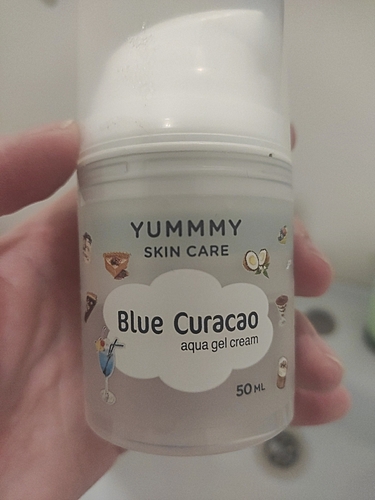 YUMMMY
SKIN CARE
Blue Curacao
aqua gel cream
50 ML